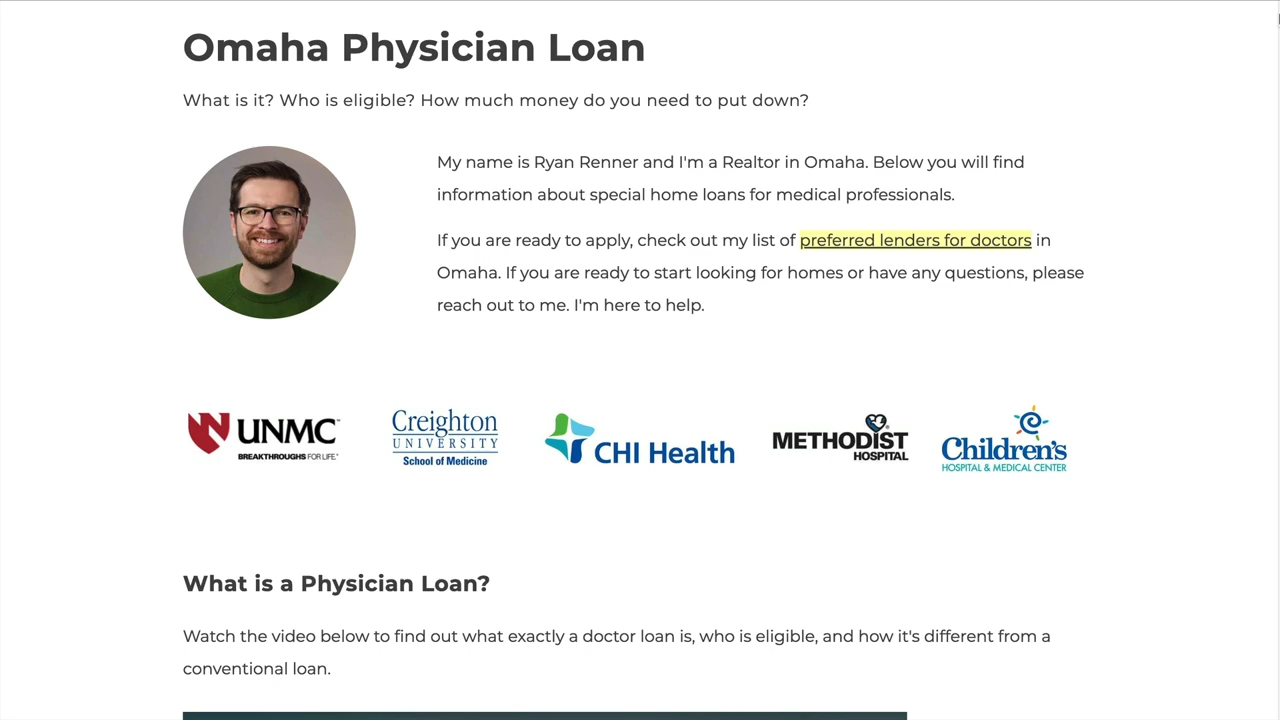 Omaha Physician Loan
What is it? Who is eligible? How much money do you need to put down?
My name is Ryan Renner and I'm a Realtor in Omaha. Below you will find
information about special home loans for medical professionals.
If you are ready to apply, check out my list of preferred lenders for doctors in
Omaha. If you are ready to start looking for homes or have any questions, please
reach out to me. I'm here to help.
UNMC™
BREAKTHROUGHS FOR LIFE.®
Creighton
UNIVERSITY
School of Medicine
CHI Health
METHODIST
HOSPITAL
Children's
HOSPITAL & MEDICAL CENTER
What is a Physician Loan?
Watch the video below to find out what exactly a doctor loan is, who is eligible, and how it's different from a
conventional loan.